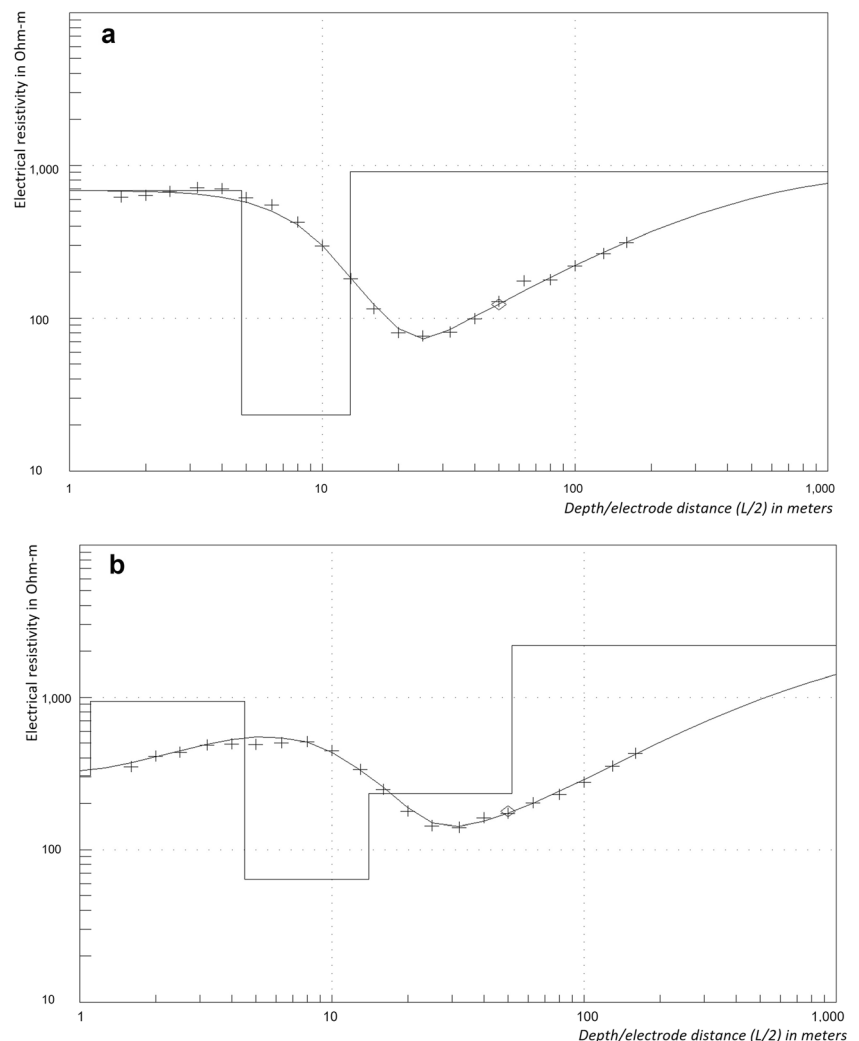 a
Electrical resistivity in Ohm-m
1,000
100
10
1
10
100
1,000
Depth/electrode distance (L/2) in meters
b
Electrical resistivity in Ohm-m
1,000
100
10
1
10
100
1,000
Depth/electrode distance (L/2) in meters